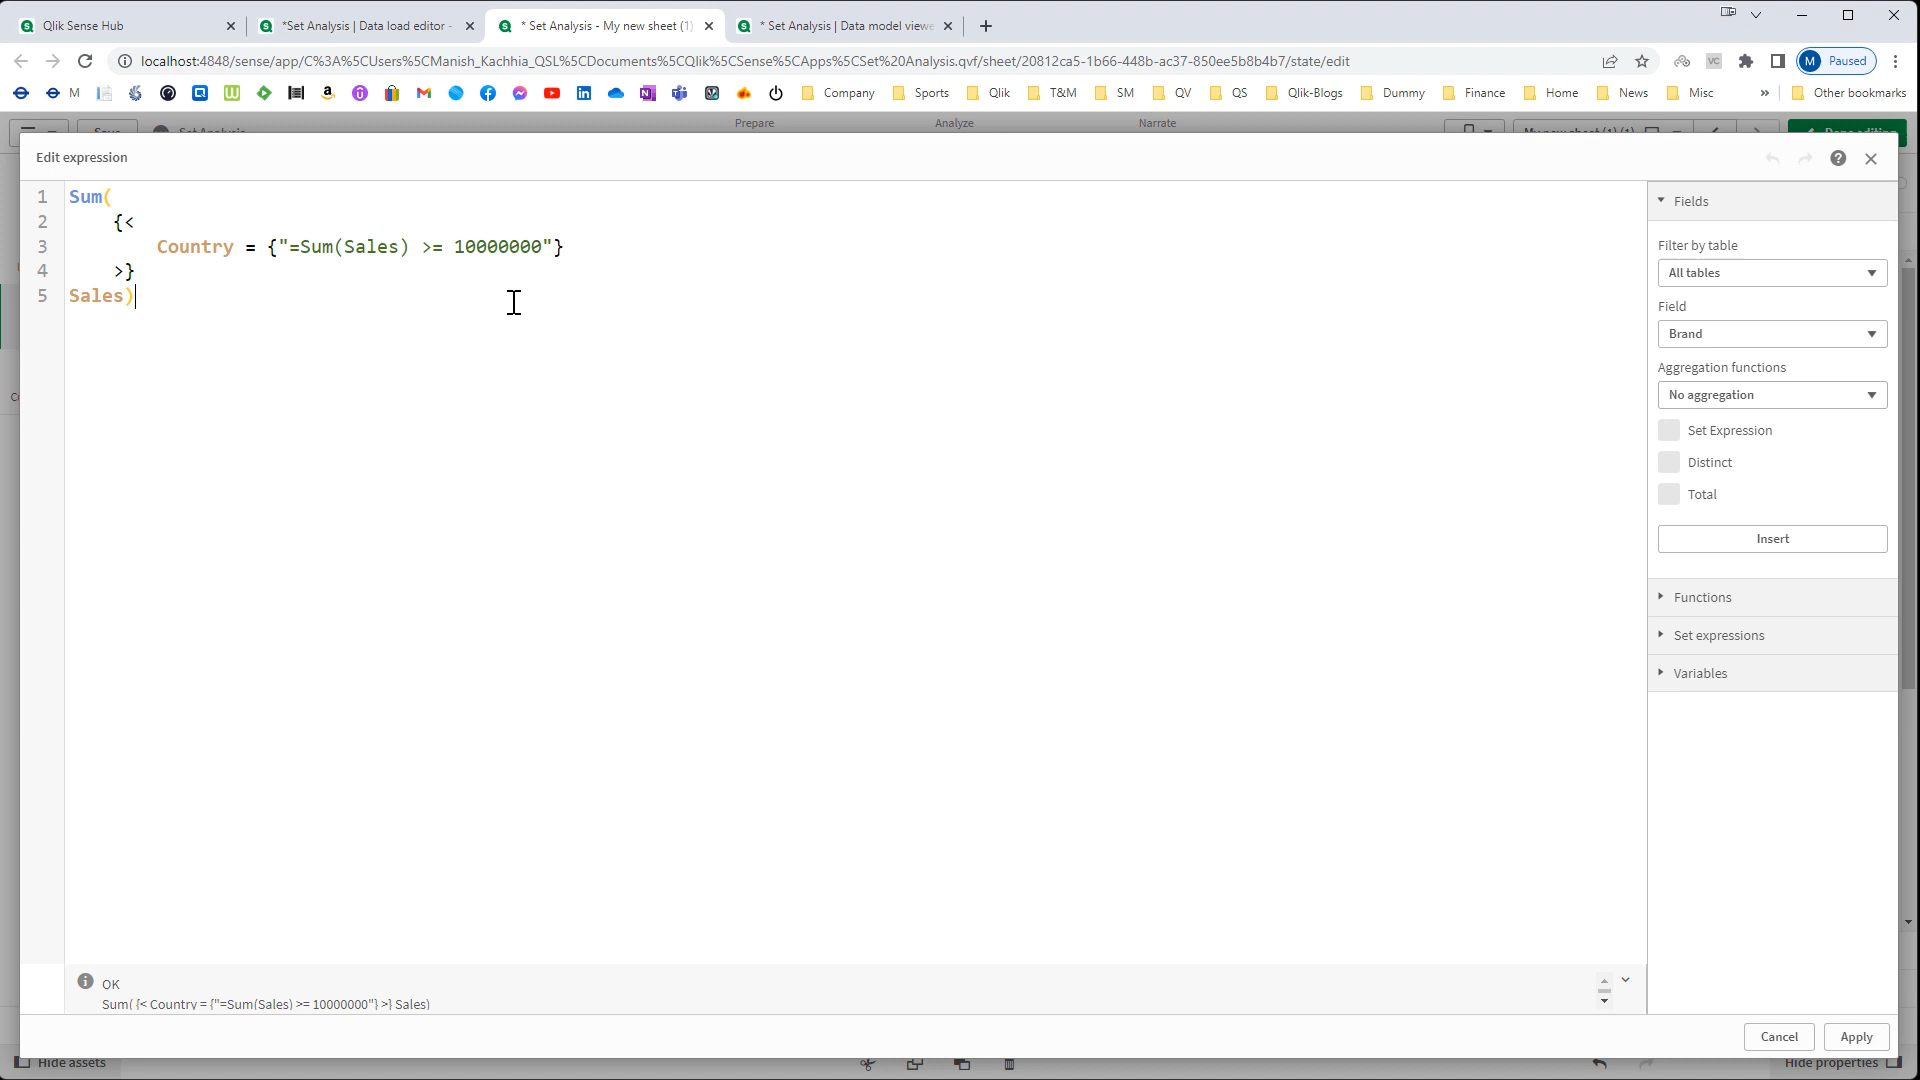 Qlik Sense Hub
*Set Analysis | Data load editor -
* Set Analysis - My new sheet (1)
* Set Analysis | Data model viewe
localhost:4848/sense/app/C%3A%5CUsers%5CManish_Kachhia_QSL%5CDocuments%5CQlik%5CSense%5CApps%5CSet%20Analysis.qvf/sheet/20812ca5-1b66-448b-ac37-850ee5b8b4b7/state/edit
VC
M Paused
M Company Sports Qlik T&M SM QV QS Qlik-Blogs Dummy Finance Home News Misc » Other bookmarks
Prepare Analyze Narrate
Set Analysis
Edit expression
1 Sum(
2 {<
3 Country = {"=Sum(Sales) >= 10000000"}
4 >}
5 Sales)
Fields
Filter by table
All tables
Field
Brand
Aggregation functions
No aggregation
Set Expression
Distinct
Total
Insert
Functions
Set expressions
Variables
OK
Sum( {< Country = {"=Sum(Sales) >= 10000000"} >} Sales)
Cancel Apply
Hide assets Hide properties